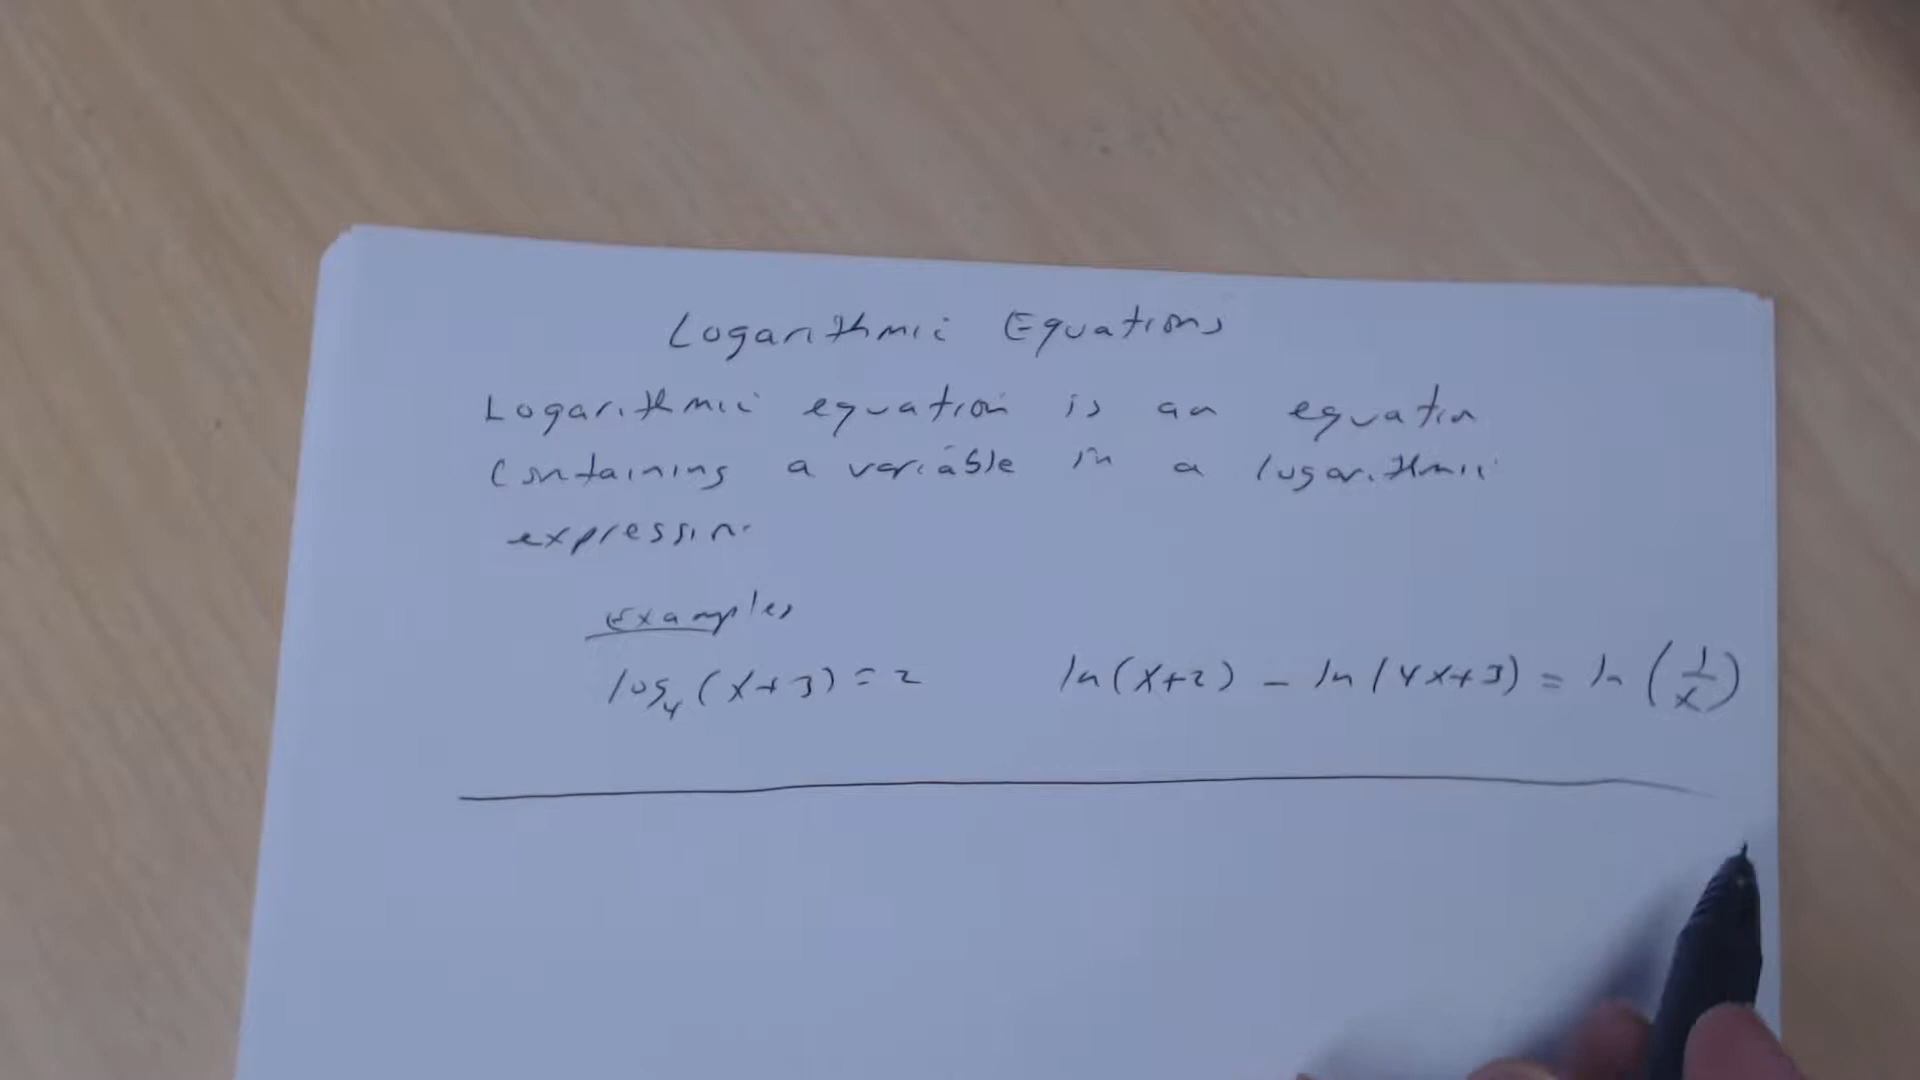 Logarithmic Equations
Logarithmic equation is an equation
containing a variable in a logarithmic
expression.
Examples
log₄(x+3)=2 ln(x+2) - ln(4x+3) = ln(1/x)